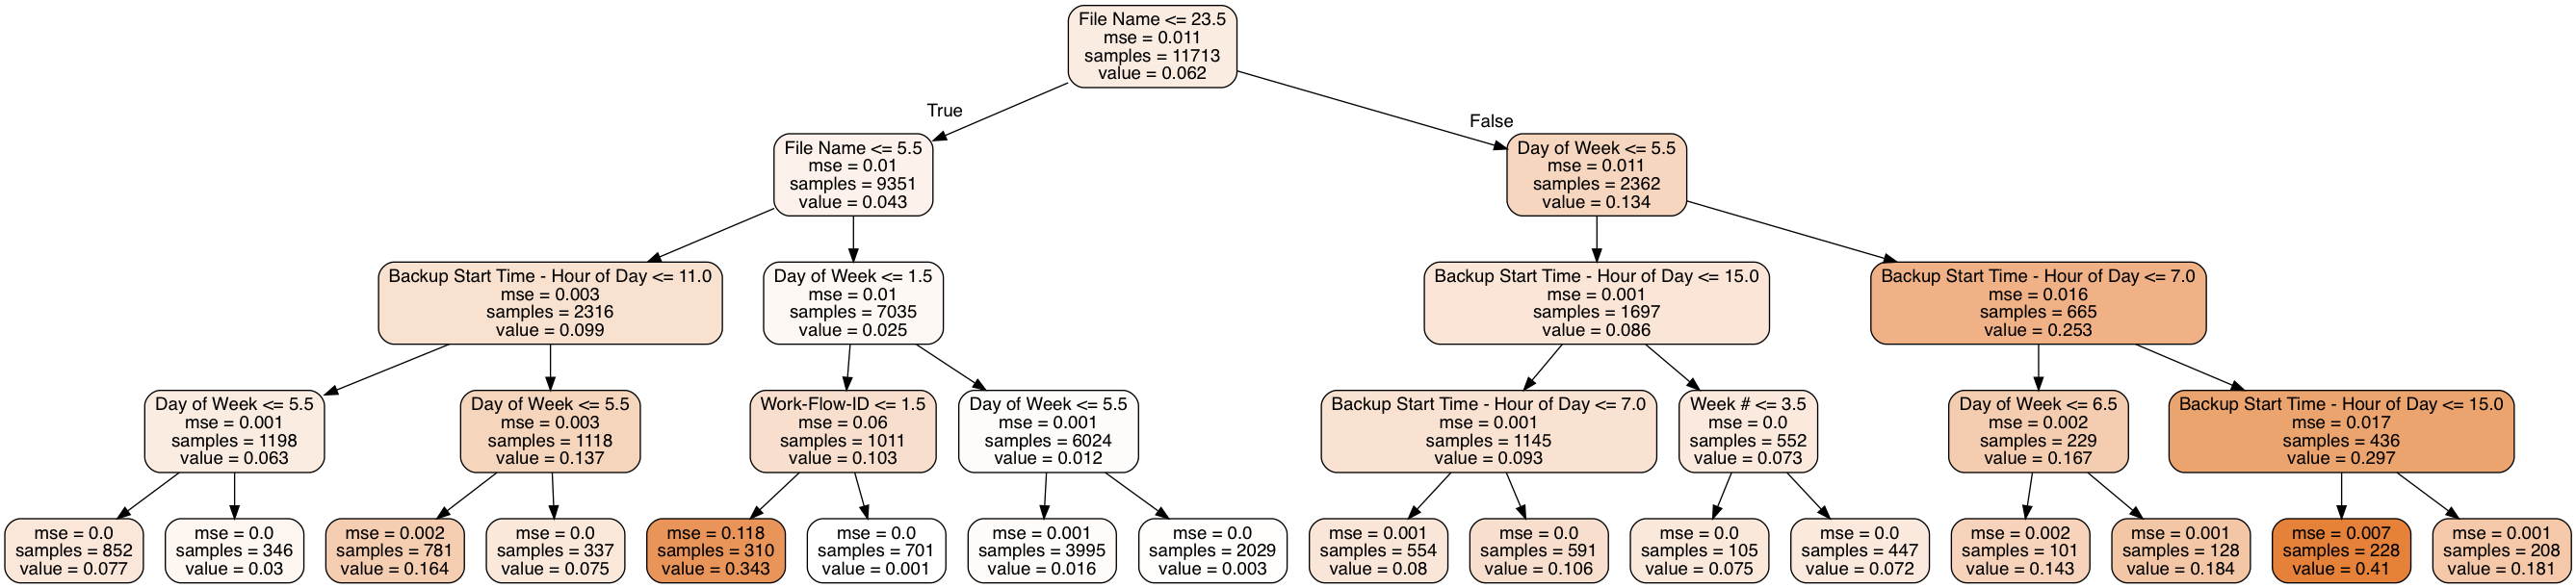 File Name <= 23.5
mse = 0.011
samples = 11713
value = 0.062
True
False
File Name <= 5.5
mse = 0.01
samples = 9351
value = 0.043
Day of Week <= 5.5
mse = 0.011
samples = 2362
value = 0.134
Backup Start Time - Hour of Day <= 11.0
mse = 0.003
samples = 2316
value = 0.099
Day of Week <= 1.5
mse = 0.01
samples = 7035
value = 0.025
Backup Start Time - Hour of Day <= 15.0
mse = 0.001
samples = 1697
value = 0.086
Backup Start Time - Hour of Day <= 7.0
mse = 0.016
samples = 665
value = 0.253
Day of Week <= 5.5
mse = 0.001
samples = 1198
value = 0.063
Day of Week <= 5.5
mse = 0.003
samples = 1118
value = 0.137
Work-Flow-ID <= 1.5
mse = 0.06
samples = 1011
value = 0.103
Day of Week <= 5.5
mse = 0.001
samples = 6024
value = 0.012
Backup Start Time - Hour of Day <= 7.0
mse = 0.001
samples = 1145
value = 0.093
Week # <= 3.5
mse = 0.0
samples = 552
value = 0.073
Day of Week <= 6.5
mse = 0.002
samples = 229
value = 0.167
Backup Start Time - Hour of Day <= 15.0
mse = 0.017
samples = 436
value = 0.297
mse = 0.0
samples = 852
value = 0.077
mse = 0.0
samples = 346
value = 0.03
mse = 0.002
samples = 781
value = 0.164
mse = 0.0
samples = 337
value = 0.075
mse = 0.118
samples = 310
value = 0.343
mse = 0.0
samples = 701
value = 0.001
mse = 0.001
samples = 3995
value = 0.016
mse = 0.0
samples = 2029
value = 0.003
mse = 0.001
samples = 554
value = 0.08
mse = 0.0
samples = 591
value = 0.106
mse = 0.0
samples = 105
value = 0.075
mse = 0.0
samples = 447
value = 0.072
mse = 0.002
samples = 101
value = 0.143
mse = 0.001
samples = 128
value = 0.184
mse = 0.007
samples = 228
value = 0.41
mse = 0.001
samples = 208
value = 0.181